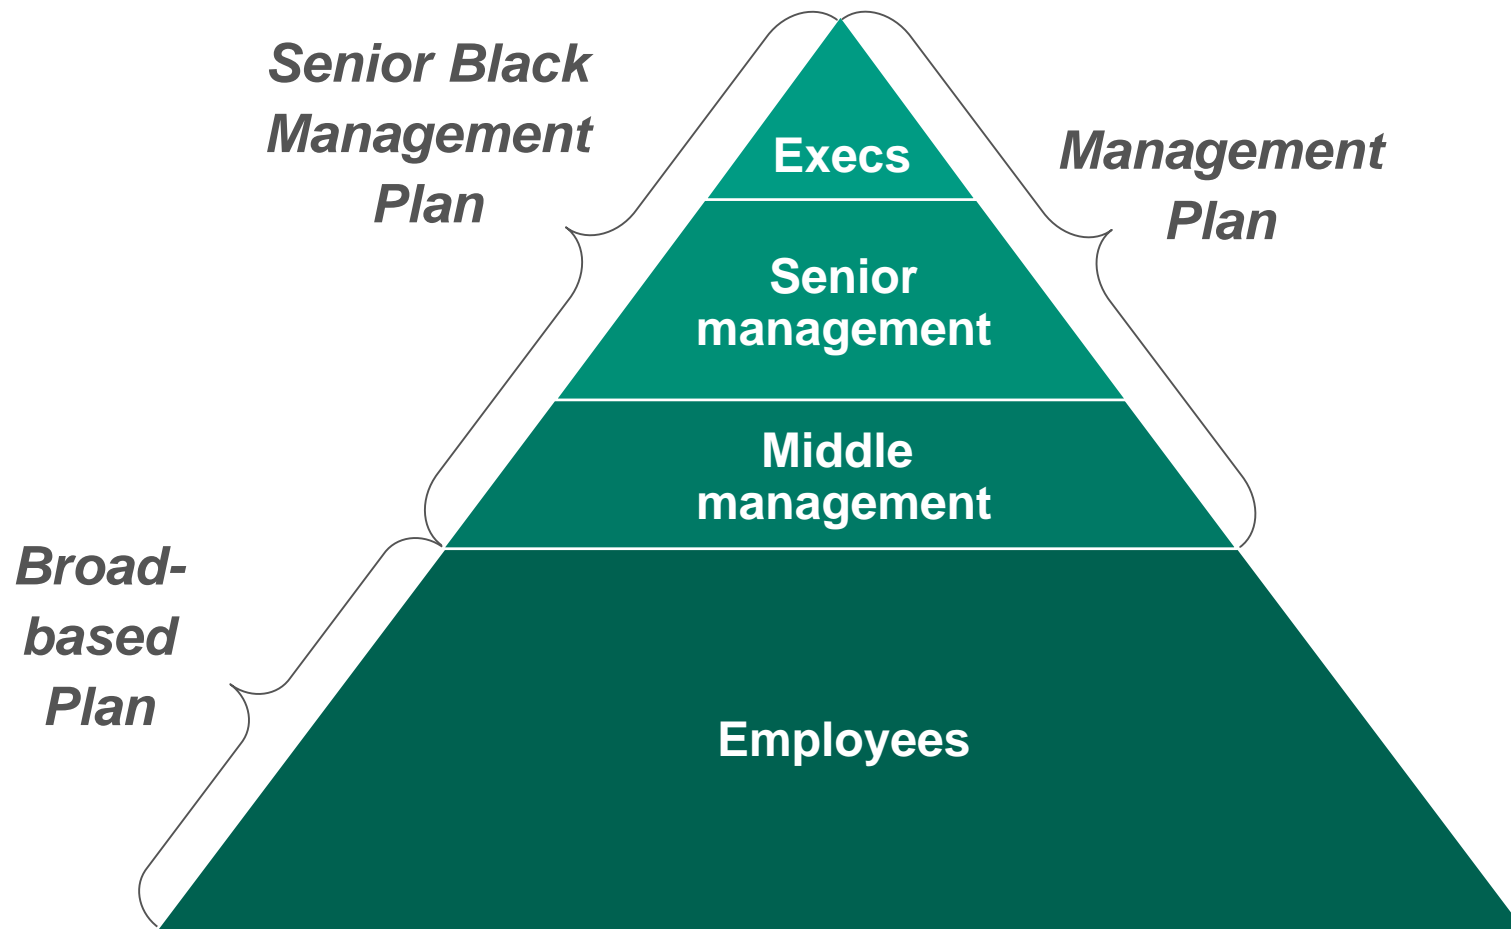 Senior Black
Management
Plan
Management
Plan
Execs
Senior
management
Middle
management
Broad-
based
Plan
Employees